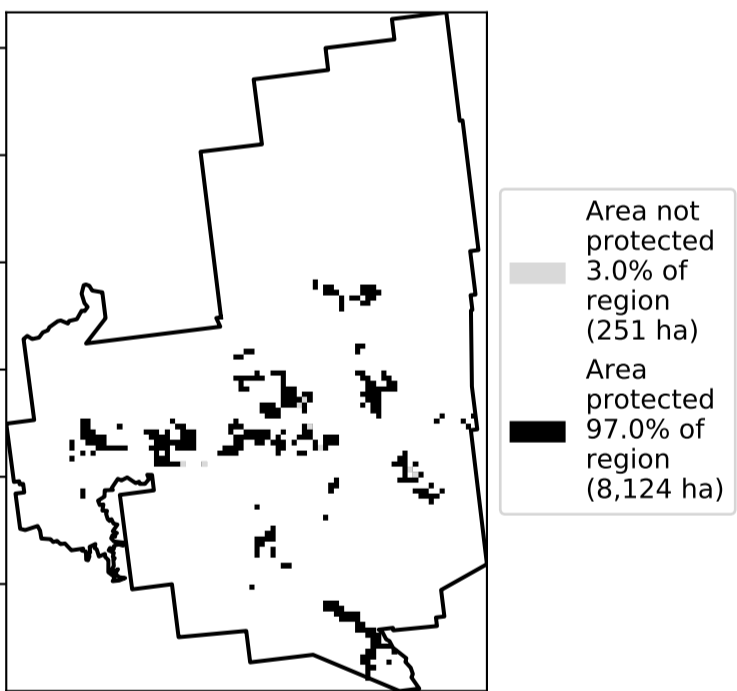 Area not
protected
3.0% of
region
(251 ha)
Area
protected
97.0% of
region
(8,124 ha)